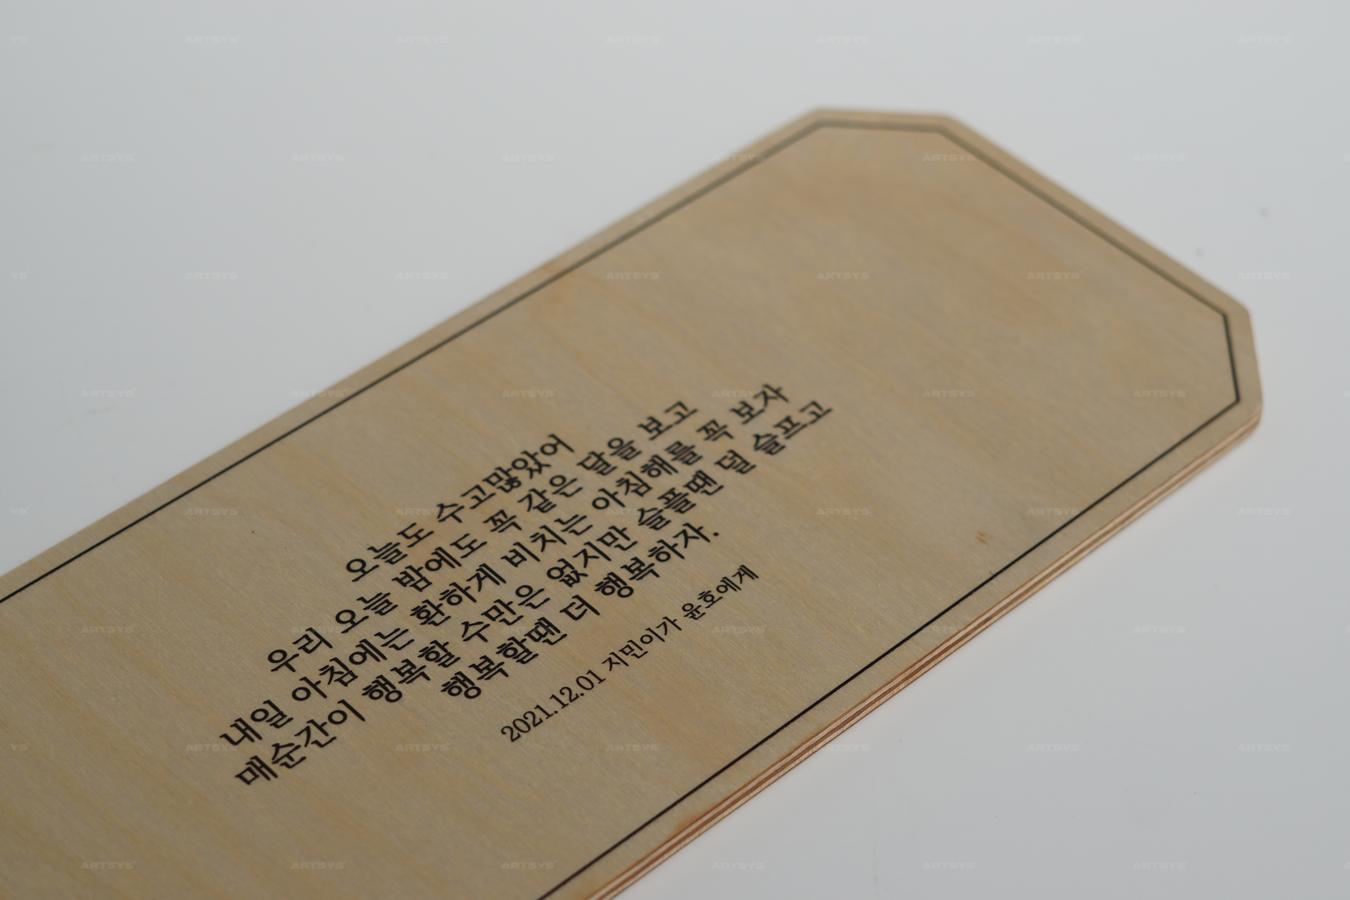 오늘도 수고많았어
우리 오늘 밤에도 꼭 같은 달을 보고
내일 아침에는 환하게 비치는 아침해를 꼭 보자
매순간이 행복할 수만은 없지만 슬플땐 덜 슬프고
행복할땐 더 행복하자.
2021.12.01 지민이가 윤호에게
ARTSYS